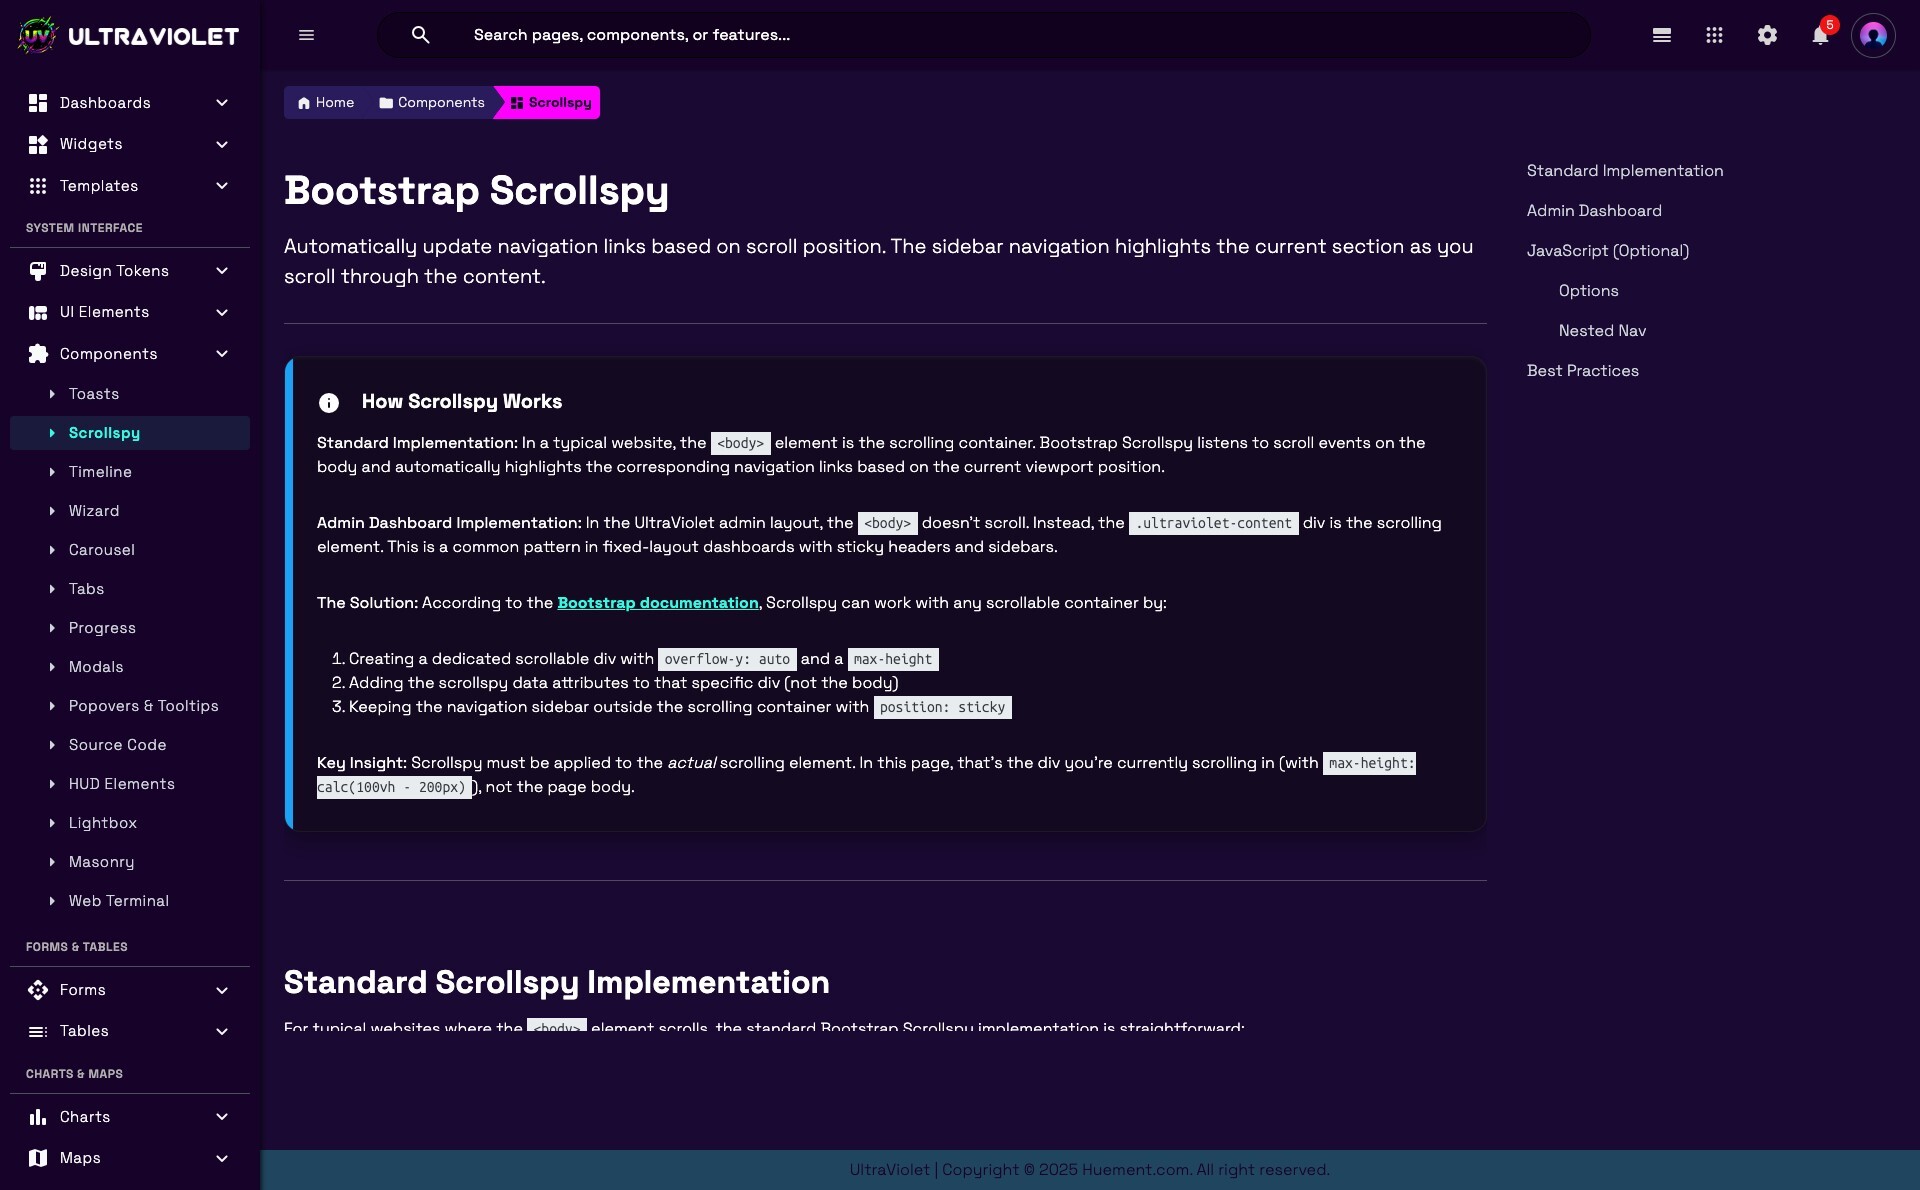 ULTRAVIOLET
Search pages, components, or features...
5
Dashboards
Widgets
Templates
SYSTEM INTERFACE
Design Tokens
UI Elements
Components
Toasts
Scrollspy
Timeline
Wizard
Carousel
Tabs
Progress
Modals
Popovers & Tooltips
Source Code
HUD Elements
Lightbox
Masonry
Web Terminal
FORMS & TABLES
Forms
Tables
CHARTS & MAPS
Charts
Maps
Home Components Scrollspy
Bootstrap Scrollspy
Automatically update navigation links based on scroll position. The sidebar navigation highlights the current section as you
scroll through the content.
How Scrollspy Works
Standard Implementation: In a typical website, the <body> element is the scrolling container. Bootstrap Scrollspy listens to scroll events on the
body and automatically highlights the corresponding navigation links based on the current viewport position.
Admin Dashboard Implementation: In the UltraViolet admin layout, the <body> doesn't scroll. Instead, the .ultraviolet-content div is the scrolling
element. This is a common pattern in fixed-layout dashboards with sticky headers and sidebars.
The Solution: According to the Bootstrap documentation, Scrollspy can work with any scrollable container by:
1. Creating a dedicated scrollable div with overflow-y: auto and a max-height
2. Adding the scrollspy data attributes to that specific div (not the body)
3. Keeping the navigation sidebar outside the scrolling container with position: sticky
Key Insight: Scrollspy must be applied to the actual scrolling element. In this page, that's the div you're currently scrolling in (with max-height:
calc(100vh - 200px) ), not the page body.
Standard Scrollspy Implementation
For typical websites where the <body> element scrolls, the standard Bootstrap Scrollspy implementation is straightforward:
Standard Implementation
Admin Dashboard
JavaScript (Optional)
Options
Nested Nav
Best Practices
UltraViolet | Copyright © 2025 Huement.com. All right reserved.